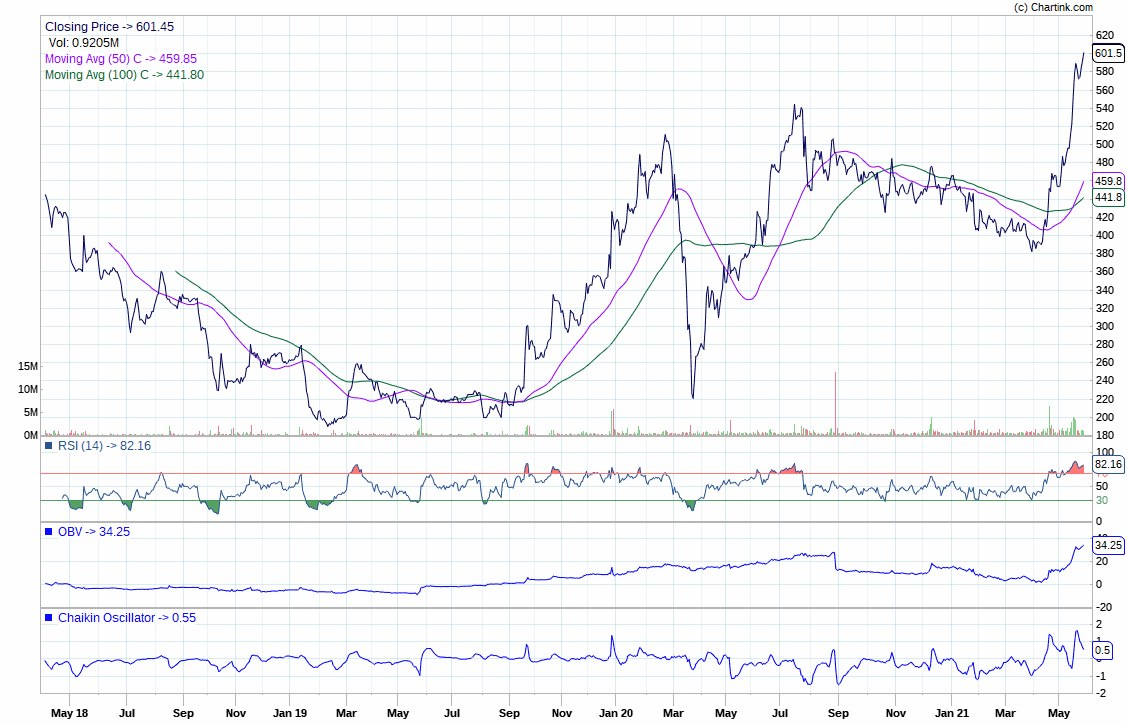 (c) Chartink.com
Closing Price -> 601.45
Vol: 0.9205M
Moving Avg (50) C -> 459.85
Moving Avg (100) C -> 441.80
620
601.5
580
560
540
520
500
480
459.8
441.8
420
400
380
360
340
320
300
280
260
240
220
200
180
15M
10M
5M
0M
RSI (14) -> 82.16
100
82.16
50
30
0
OBV -> 34.25
34.25
20
0
-20
Chaikin Oscillator -> 0.55
2
1
0.5
-1
-2
May 18 Jul Sep Nov Jan 19 Mar May Jul Sep Nov Jan 20 Mar May Jul Sep Nov Jan 21 Mar May